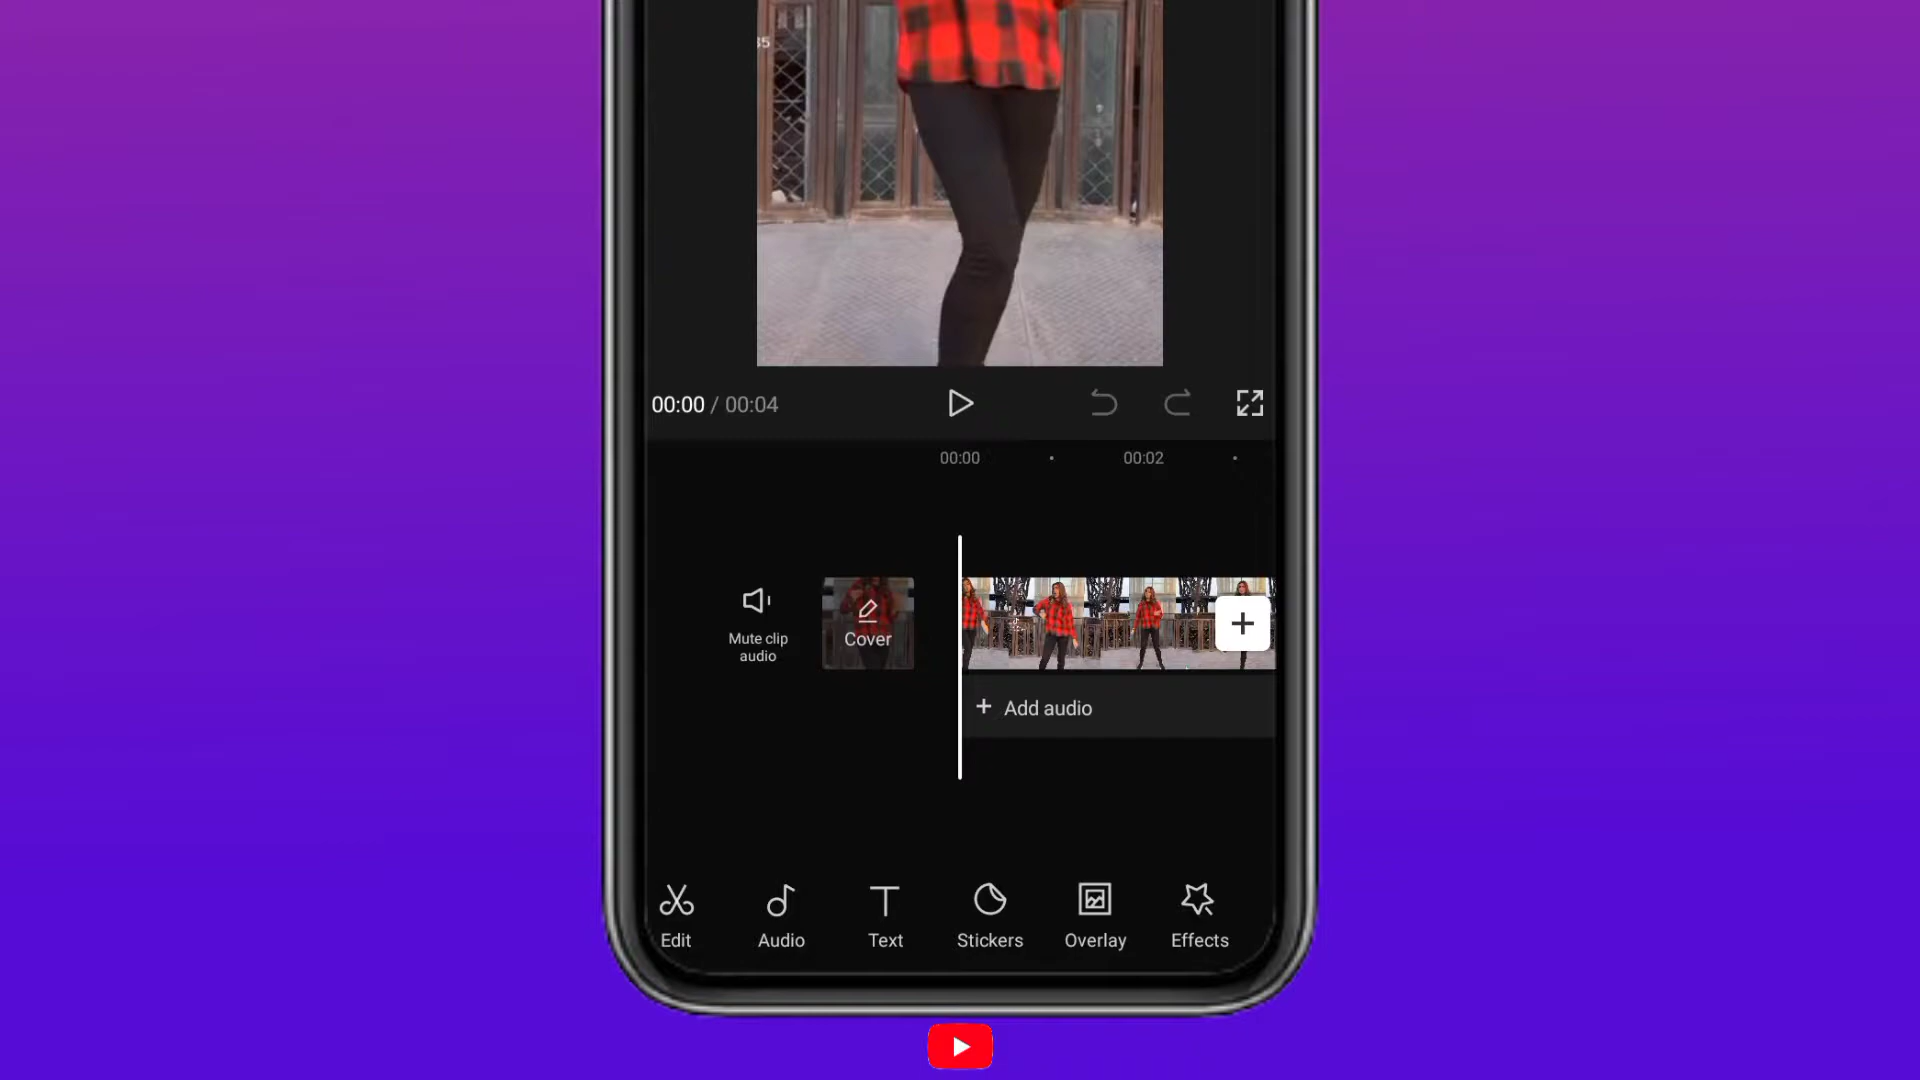 35
00:00 / 00:04
00:00
00:02
Mute clip
audio
Cover
Add audio
Edit
Audio
Text
Stickers
Overlay
Effects